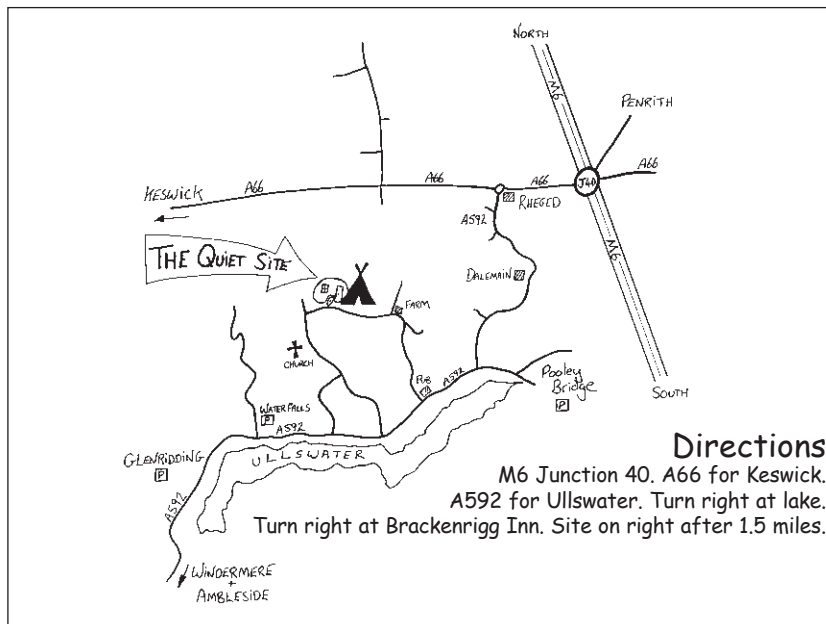 NORTH
M6
PENRITH
A66
J40
A66
RHEGED
A66
A66
KESWICK
A592
M6
THE QUIET SITE
DALEMAIN
FARM
CHURCH
PUB
A592
POOLEY
BRIDGE
P
SOUTH
WATERFALLS
P
A592
ULLSWATER
GLENRIDDING
P
A592
WINDERMERE
+
AMBLESIDE
Directions
M6 Junction 40. A66 for Keswick.
A592 for Ullswater. Turn right at lake.
Turn right at Brackenrigg Inn. Site on right after 1.5 miles.